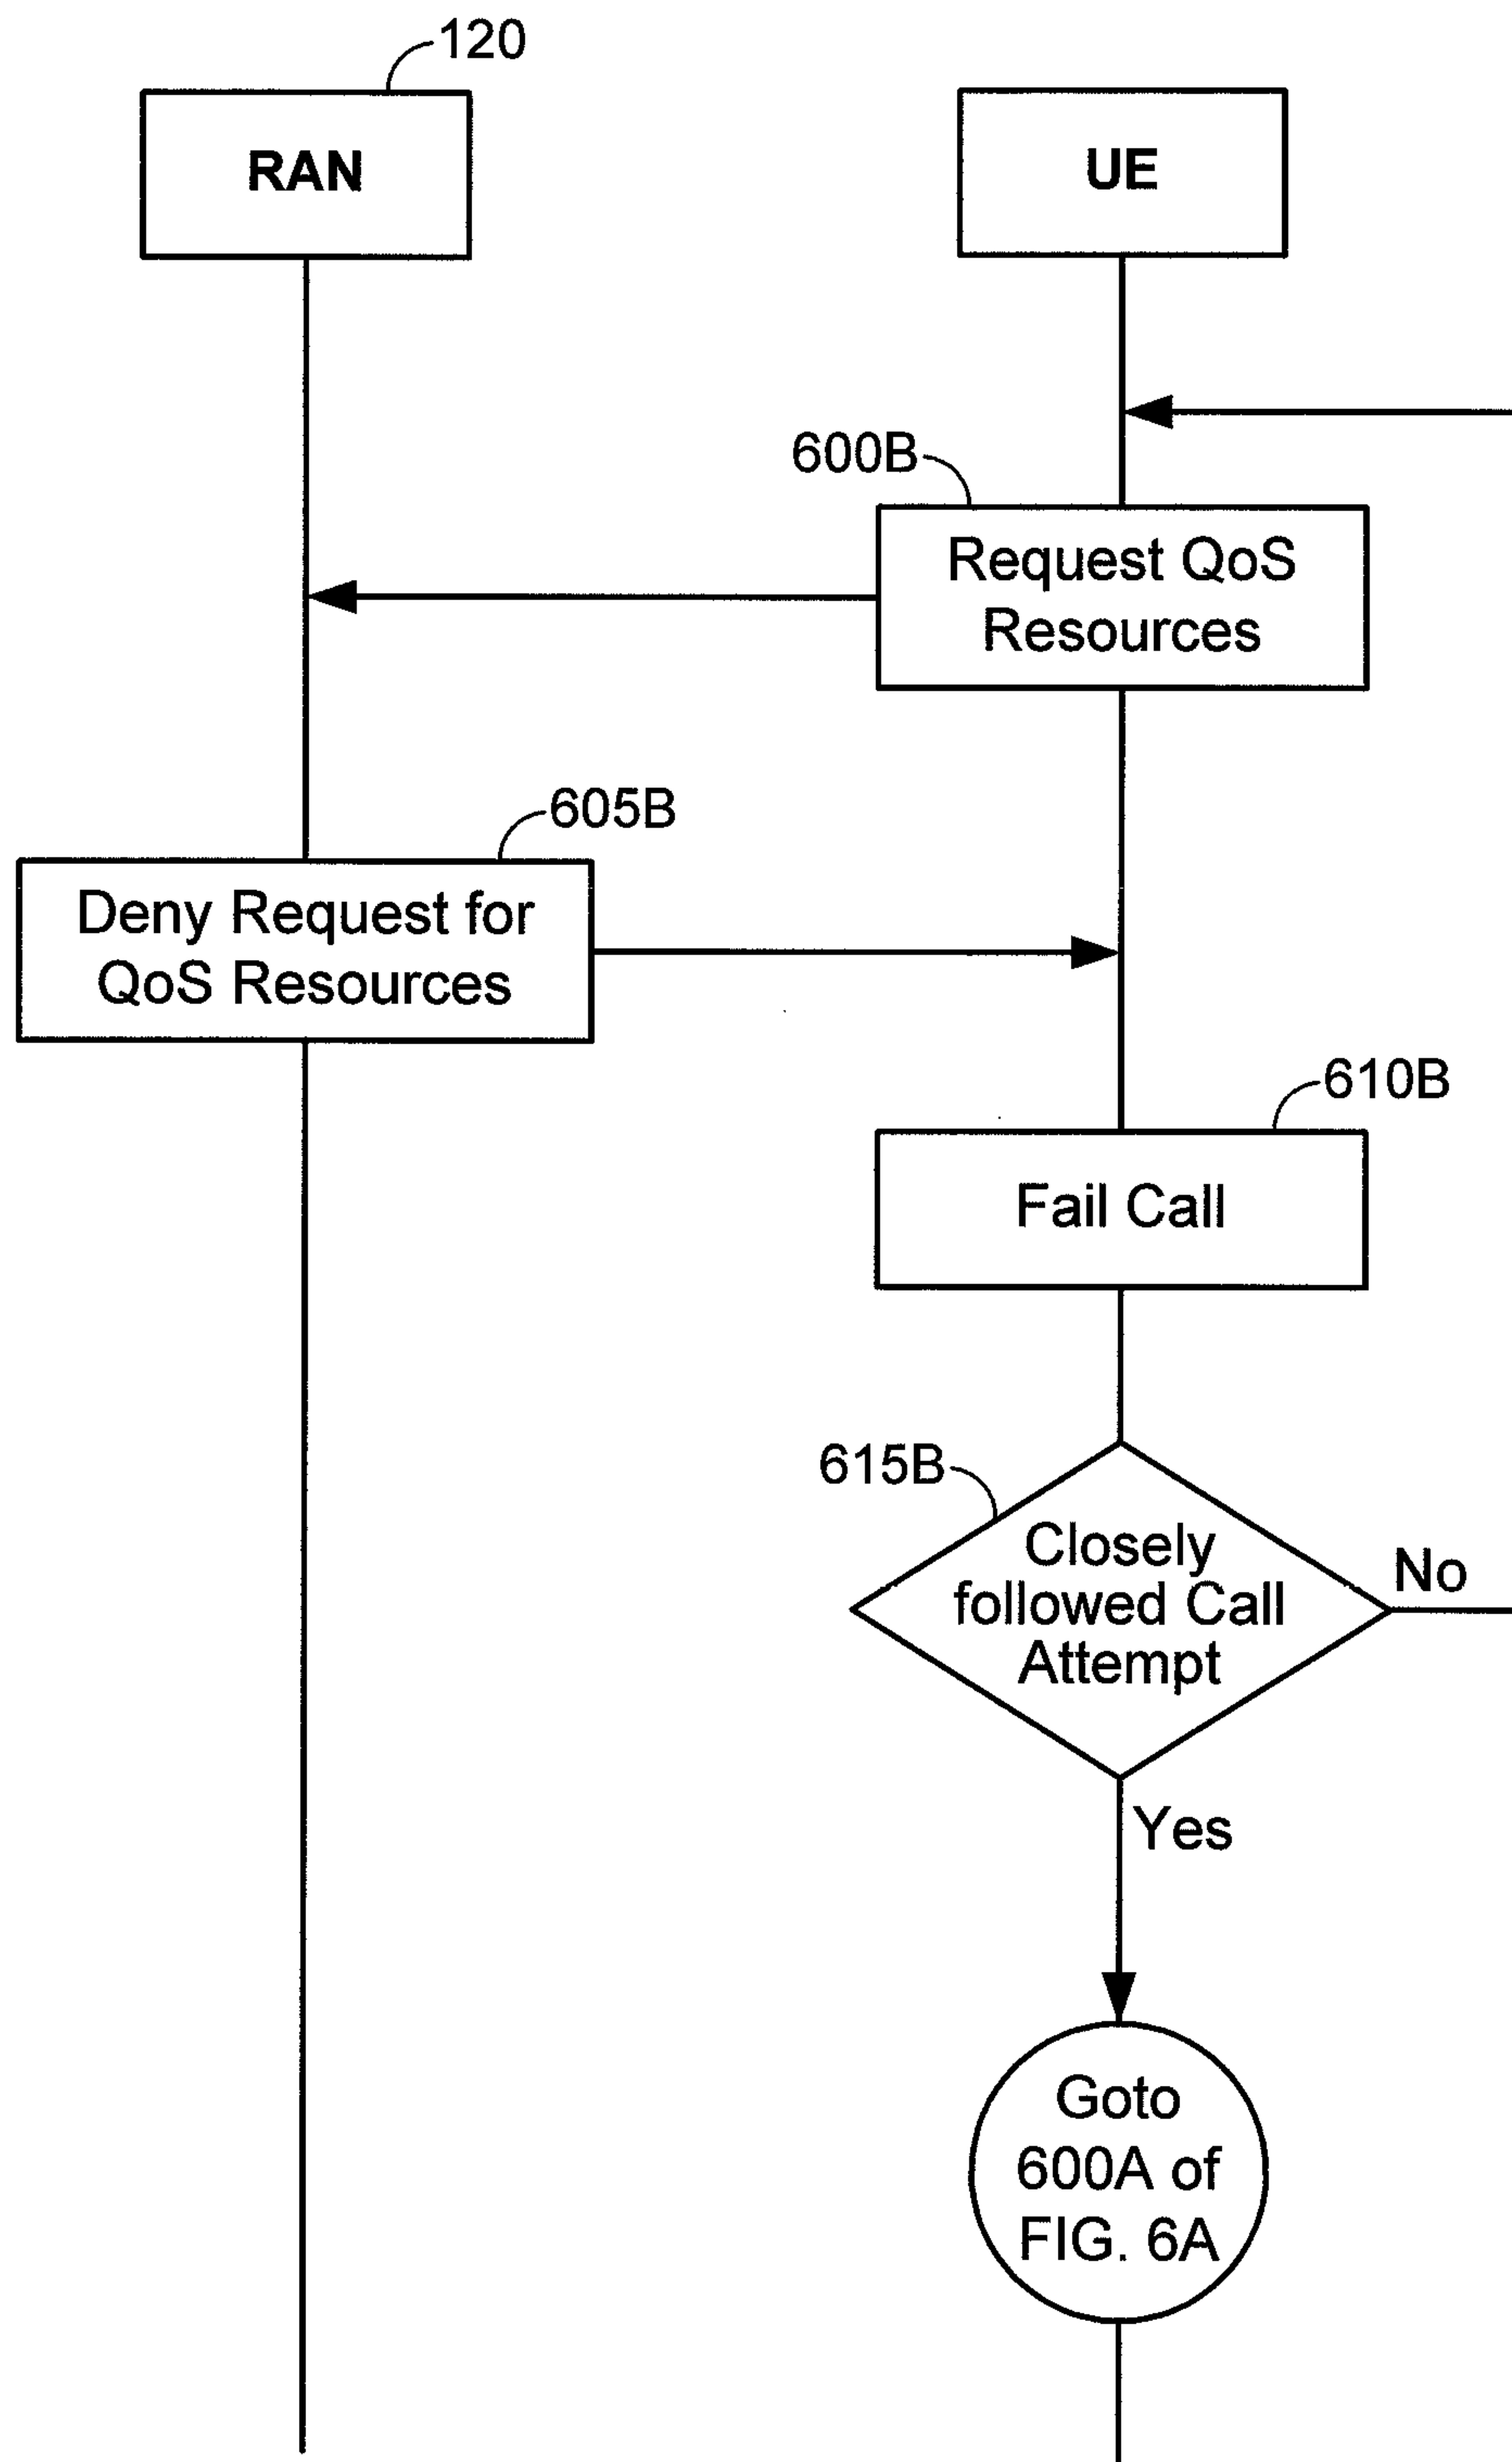 120
RAN
UE
600B
Request QoS
Resources
605B
Deny Request for
QoS Resources
610B
Fail Call
615B
Closely
followed Call
Attempt
No
Yes
Goto
600A of
FIG. 6A